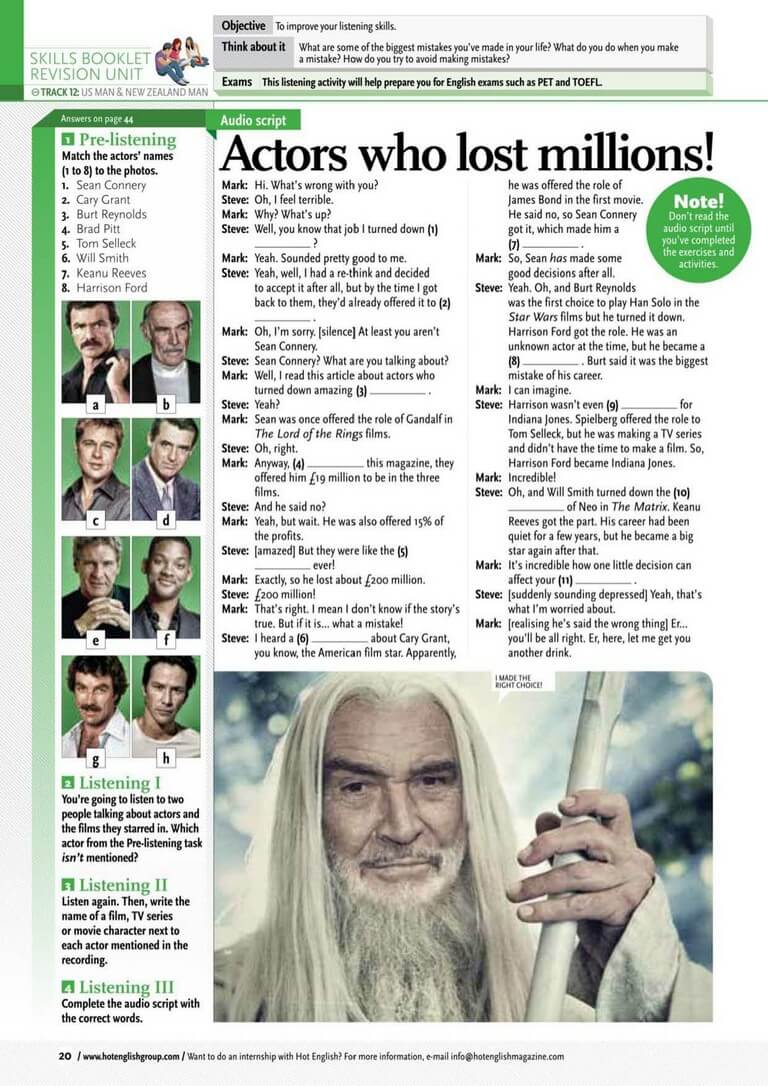 SKILLS BOOKLET
REVISION UNIT
TRACK 12: US MAN & NEW ZEALAND MAN
Objective To improve your listening skills.
Think about it What are some of the biggest mistakes you've made in your life? What do you do when you make
a mistake? How do you try to avoid making mistakes?
Exams This listening activity will help prepare you for English exams such as PET and TOEFL.
Answers on page 44
1 Pre-listening
Match the actors' names
(1 to 8) to the photos.
1. Sean Connery
2. Cary Grant
3. Burt Reynolds
4. Brad Pitt
5. Tom Selleck
6. Will Smith
7. Keanu Reeves
8. Harrison Ford
a
b
c
d
e
f
g
h
2 Listening I
You're going to listen to two
people talking about actors and
the films they starred in. Which
actor from the Pre-listening task
isn't mentioned?
3 Listening II
Listen again. Then, write the
name of a film, TV series
or movie character next to
each actor mentioned in the
recording.
4 Listening III
Complete the audio script with
the correct words.
Audio script
Actors who lost millions!
Mark: Hi. What's wrong with you?
Steve: Oh, I feel terrible.
Mark: Why? What's up?
Steve: Well, you know that job I turned down (1)
__________ ?
Mark: Yeah. Sounded pretty good to me.
Steve: Yeah, well, I had a re-think and decided
to accept it after all, but by the time I got
back to them, they'd already offered it to (2)
__________ .
Mark: Oh, I'm sorry. [silence] At least you aren't
Sean Connery.
Steve: Sean Connery? What are you talking about?
Mark: Well, I read this article about actors who
turned down amazing (3) __________ .
Steve: Yeah?
Mark: Sean was once offered the role of Gandalf in
The Lord of the Rings films.
Steve: Oh, right.
Mark: Anyway, (4) __________ this magazine, they
offered him £19 million to be in the three
films.
Steve: And he said no?
Mark: Yeah, but wait. He was also offered 15% of
the profits.
Steve: [amazed] But they were like the (5)
__________ ever!
Mark: Exactly, so he lost about £200 million.
Steve: £200 million!
Mark: That's right. I mean I don't know if the story's
true. But if it is... what a mistake!
Steve: I heard a (6) __________ about Cary Grant,
you know, the American film star. Apparently,
he was offered the role of
James Bond in the first movie.
He said no, so Sean Connery
got it, which made him a
(7) __________ .
Mark: So, Sean has made some
good decisions after all.
Steve: Yeah. Oh, and Burt Reynolds
was the first choice to play Han Solo in the
Star Wars films but he turned it down.
Harrison Ford got the role. He was an
unknown actor at the time, but he became a
(8) __________ . Burt said it was the biggest
mistake of his career.
Mark: I can imagine.
Steve: Harrison wasn't even (9) __________ for
Indiana Jones. Spielberg offered the role to
Tom Selleck, but he was making a TV series
and didn't have the time to make a film. So,
Harrison Ford became Indiana Jones.
Mark: Incredible!
Steve: Oh, and Will Smith turned down the (10)
__________ of Neo in The Matrix. Keanu
Reeves got the part. His career had been
quiet for a few years, but he became a big
star again after that.
Mark: It's incredible how one little decision can
affect your (11) __________ .
Steve: [suddenly sounding depressed] Yeah, that's
what I'm worried about.
Mark: [realising he's said the wrong thing] Er...
you'll be all right. Er, here, let me get you
another drink.
Note!
Don't read the
audio script until
you've completed
the exercises and
activities.
I MADE THE
RIGHT CHOICE!
20 / www.hotenglishgroup.com / Want to do an internship with Hot English? For more information, e-mail info@hotenglishmagazine.com